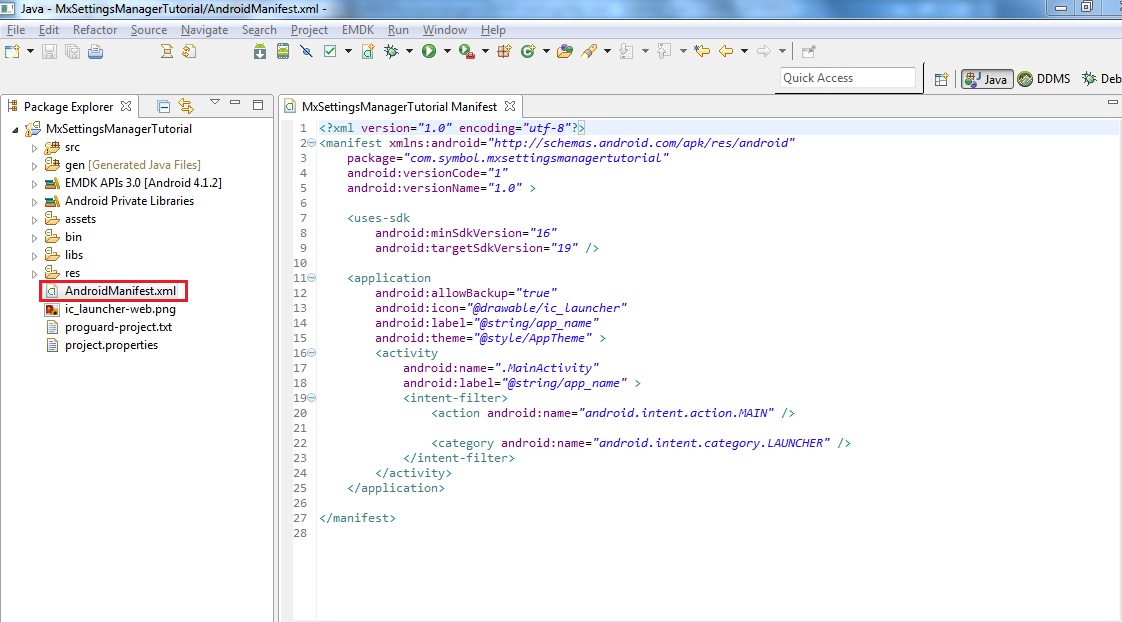 Java - MxSettingsManagerTutorial/AndroidManifest.xml -
File Edit Refactor Source Navigate Search Project EMDK Run Window Help
Quick Access
Java
DDMS
Deb
Package Explorer
MxSettingsManagerTutorial Manifest
MxSettingsManagerTutorial
src
gen [Generated Java Files]
EMDK APIs 3.0 [Android 4.1.2]
Android Private Libraries
assets
bin
libs
res
AndroidManifest.xml
ic_launcher-web.png
proguard-project.txt
project.properties
1 <?xml version="1.0" encoding="utf-8"?>
2 <manifest xmlns:android="http://schemas.android.com/apk/res/android"
3 package="com.symbol.mxsettingsmanagertutorial"
4 android:versionCode="1"
5 android:versionName="1.0" >
6
7 <uses-sdk
8 android:minSdkVersion="16"
9 android:targetSdkVersion="19" />
10
11 <application
12 android:allowBackup="true"
13 android:icon="@drawable/ic_launcher"
14 android:label="@string/app_name"
15 android:theme="@style/AppTheme" >
16 <activity
17 android:name=".MainActivity"
18 android:label="@string/app_name" >
19 <intent-filter>
20 <action android:name="android.intent.action.MAIN" />
21
22 <category android:name="android.intent.category.LAUNCHER" />
23 </intent-filter>
24 </activity>
25 </application>
26
27 </manifest>
28